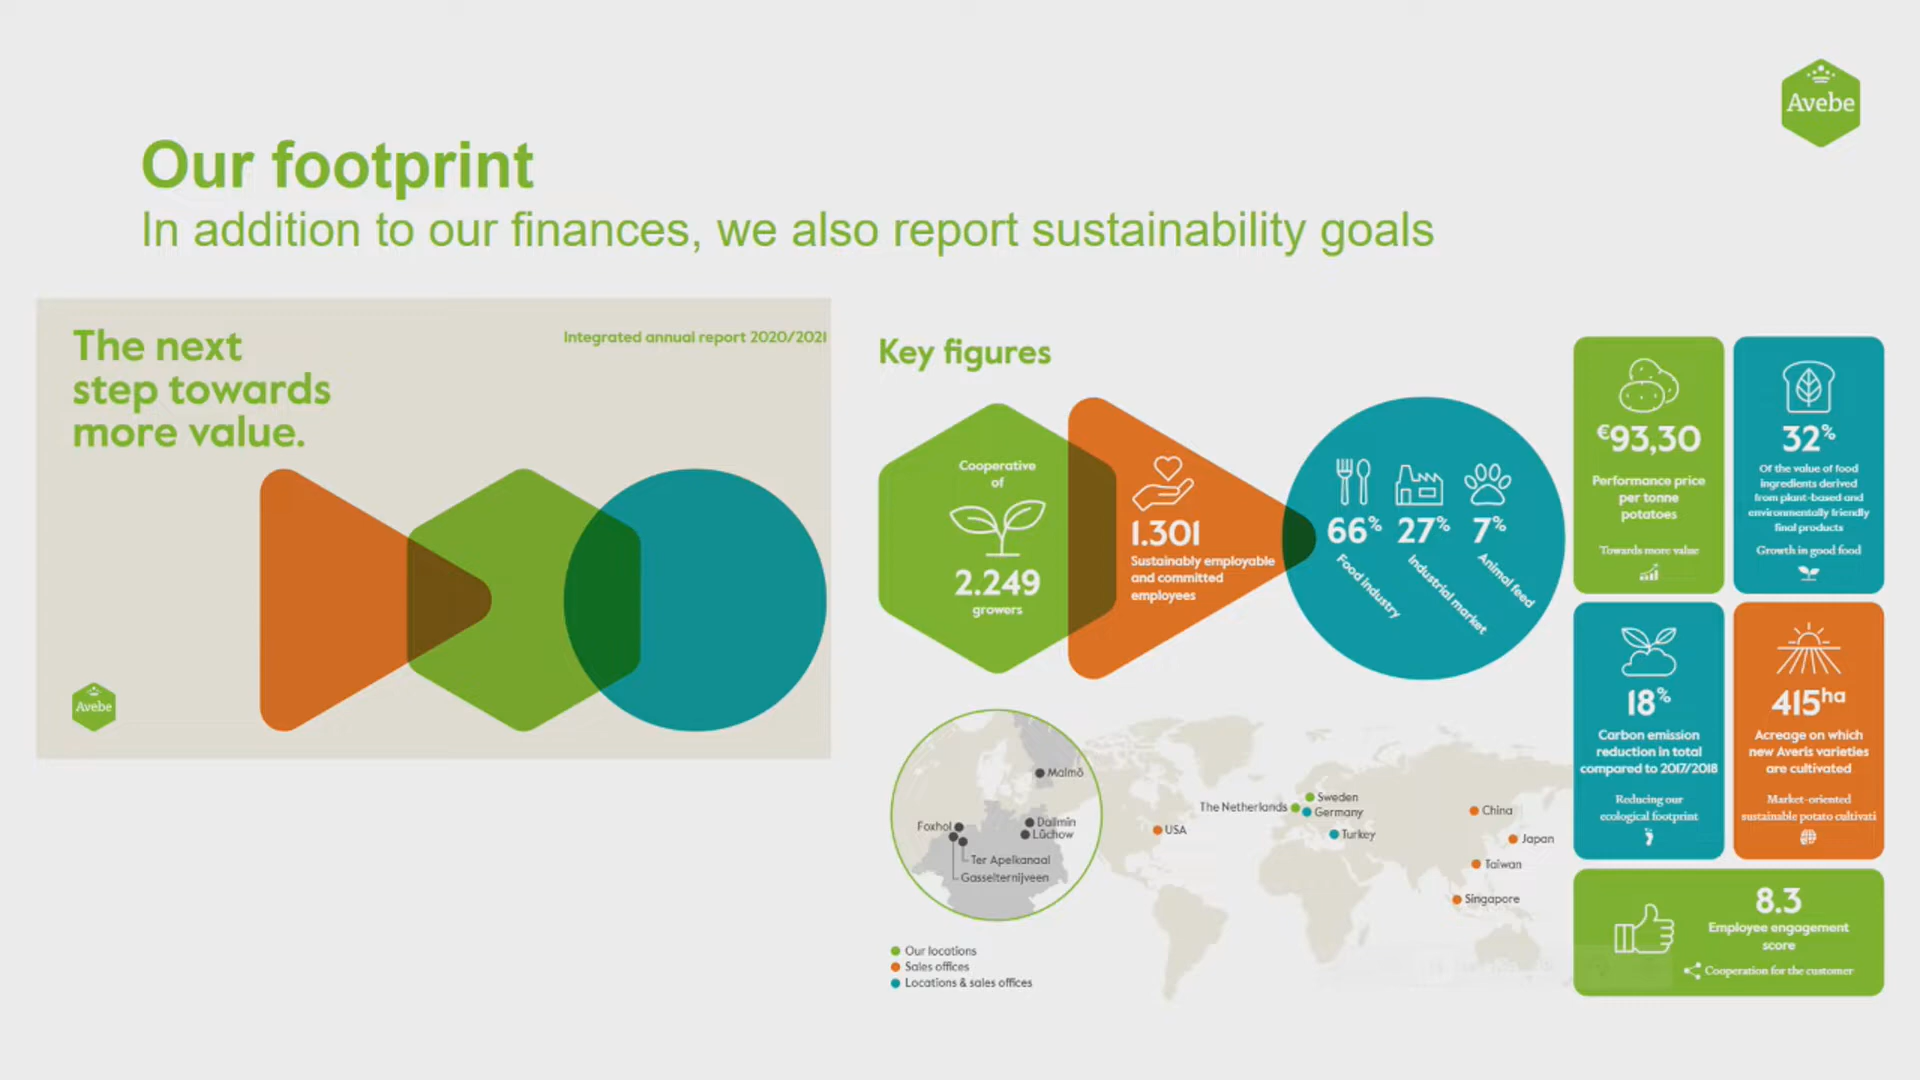 Avebe
Our footprint
In addition to our finances, we also report sustainability goals
The next
step towards
more value.
Integrated annual report 2020/2021
Avebe
Key figures
Cooperative
of
2.249
growers
1.301
Sustainably employable
and committed
employees
66% 27% 7%
Food industry
Industrial market
Animal feed
€93,30
Performance price
per tonne
potatoes
Towards more value
32%
Of the value of food
ingredients derived
from plant-based and
environmentally friendly
final products
Growth in good food
18%
Carbon emission
reduction in total
compared to 2017/2018
Reducing our
ecological footprint
415ha
Acreage on which
new Averis varieties
are cultivated
Market-oriented
sustainable potato cultivati
8.3
Employee engagement
score
Cooperation for the customer
Malmö
Foxhol
Dallmin
Lüchow
Ter Apelkanaal
Gasselternijveen
The Netherlands
Sweden
Germany
Turkey
USA
China
Japan
Taiwan
Singapore
Our locations
Sales offices
Locations & sales offices